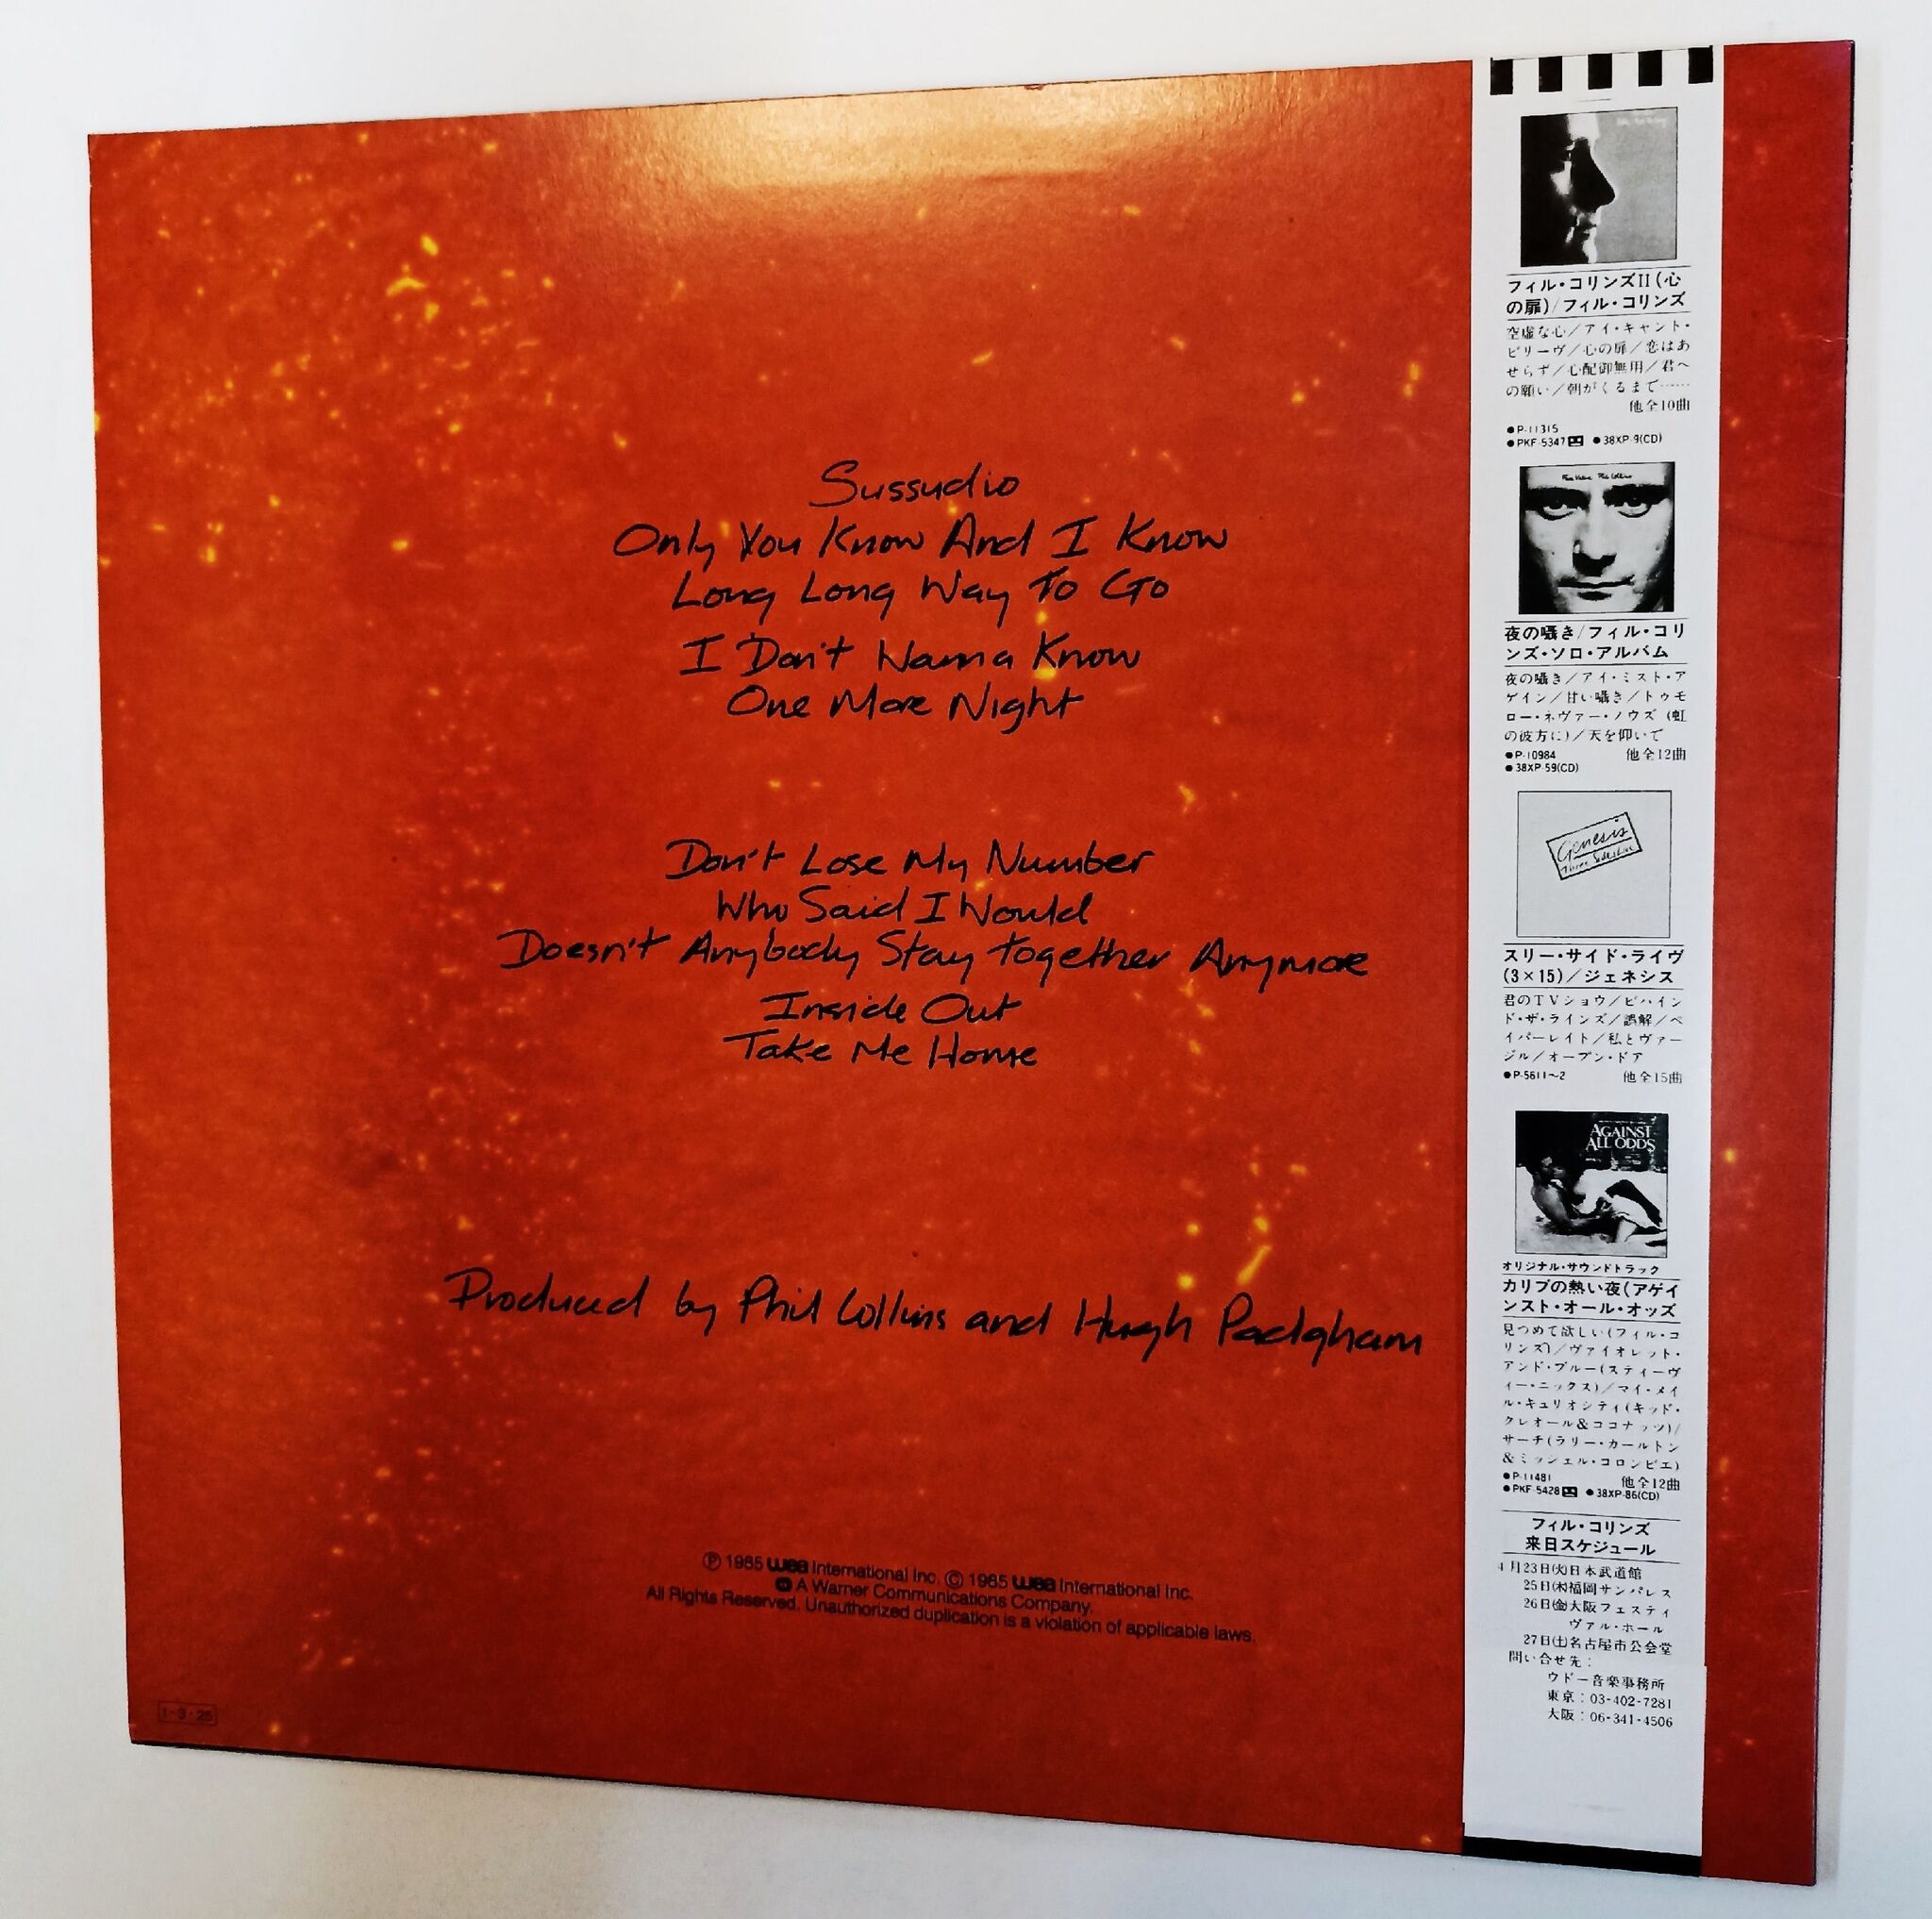 Sussudio
Only You Know And I Know
Long Long Way To Go
I Don't Wanna Know
One More Night
Don't Lose My Number
Who Said I Would
Doesn't Anybody Stay Together Anymore
Inside Out
Take Me Home
Produced by Phil Collins and Hugh Padgham
Ⓟ 1985 wea International Inc. © 1985 wea International Inc.
A Warner Communications Company.
All Rights Reserved. Unauthorized duplication is a violation of applicable laws.
1-3・25
フィル・コリンズII(心
の扉)/フィル・コリンズ
空虚な心/アイ・キャント・
ビリーヴ/心の扉/恋はあ
せらず/心配御無用/君へ
の願い/朝がくるまで……
他全10曲
●P-11315
●PKF-5347 ●38XP-9(CD)
Face Value Phil Collins
夜の囁き/フィル・コリ
ンズ・ソロ・アルバム
夜の囁き/アイ・ミスト・ア
ゲイン/甘い囁き/トゥモ
ロー・ネヴァー・ノウズ(虹
の彼方に)/天を仰いで
●P-10984 他全12曲
●38XP-59(CD)
Genesis
Three Sides Live
スリー・サイド・ライヴ
(3×15)/ジェネシス
君のTVショウ/ビハイン
ド・ザ・ラインズ/誤解/ペ
イパーレイト/私とヴァー
ジル/オープン・ドア
●P-5611〜2 他全15曲
AGAINST
ALL ODDS
オリジナル・サウンドトラック
カリブの熱い夜(アゲイ
ンスト・オール・オッズ
見つめて欲しい(フィル・コ
リンズ)/ヴァイオレット・
アンド・ブルー(スティーヴ
ィー・ニックス)/マイ・メイ
ル・キュリオシティ(キッド・
クレオール&ココナッツ)/
サーチ(ラリー・カールトン
&ミッシェル・コロンビエ)
●P-11481 他全12曲
●PKF-5428 ●38XP-86(CD)
フィル・コリンズ
来日スケジュール
4月23日(火)日本武道館
25日(木)福岡サンパレス
26日(金)大阪フェスティ
ヴァル・ホール
27日(土)名古屋市公会堂
問い合せ先:
ウドー音楽事務所
東京:03-402-7281
大阪:06-341-4506